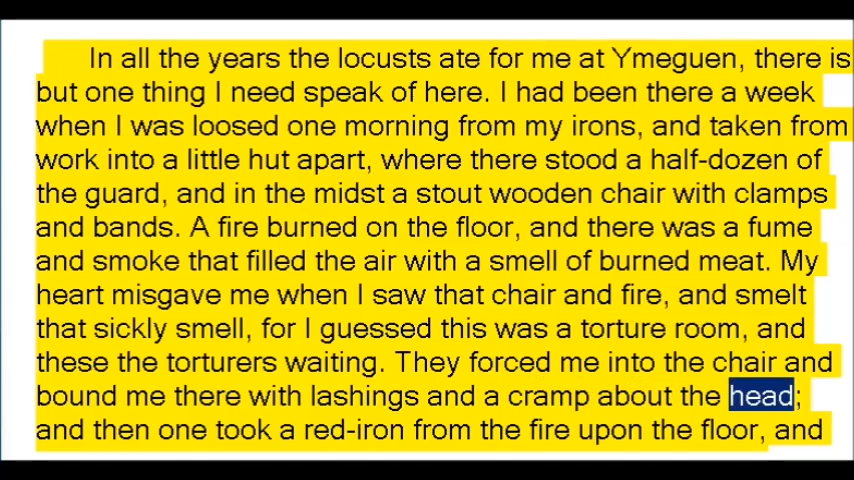 In all the years the locusts ate for me at Ymeguen, there is
but one thing I need speak of here. I had been there a week
when I was loosed one morning from my irons, and taken from
work into a little hut apart, where there stood a half-dozen of
the guard, and in the midst a stout wooden chair with clamps
and bands. A fire burned on the floor, and there was a fume
and smoke that filled the air with a smell of burned meat. My
heart misgave me when I saw that chair and fire, and smelt
that sickly smell, for I guessed this was a torture room, and
these the torturers waiting. They forced me into the chair and
bound me there with lashings and a cramp about the head;
and then one took a red-iron from the fire upon the floor, and